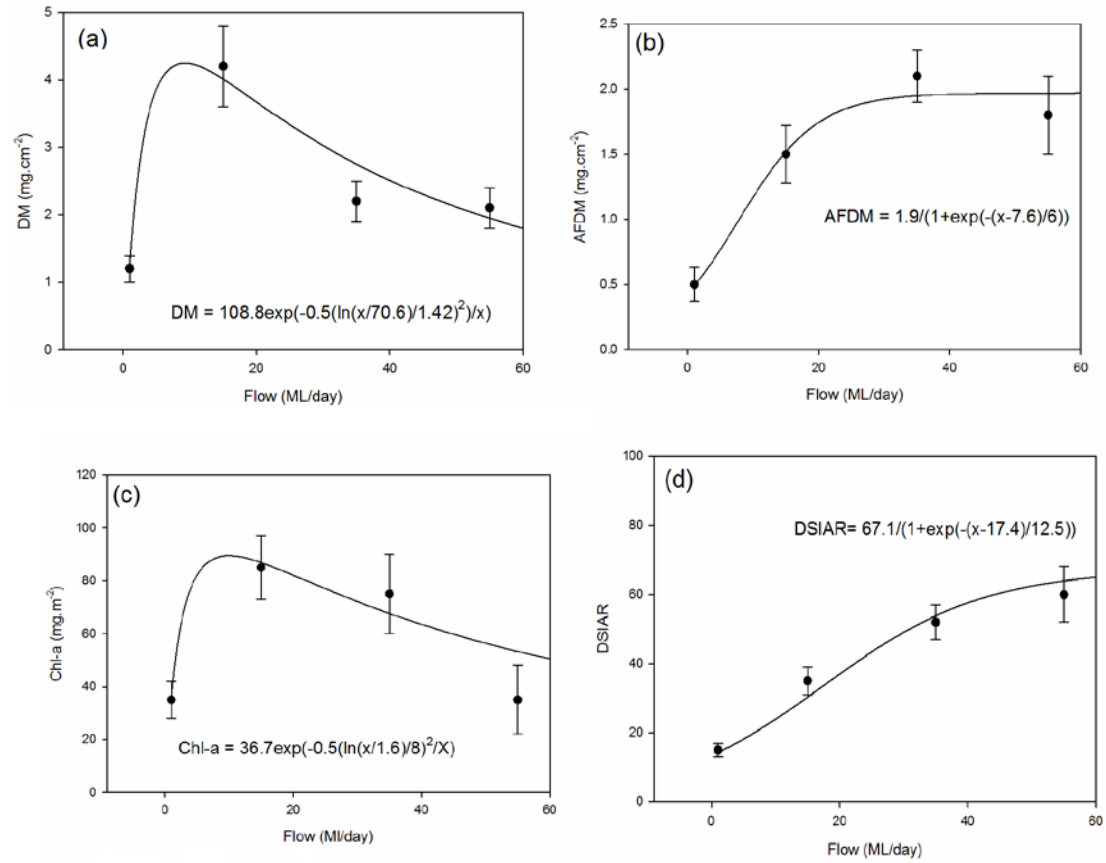 (a)
DM (mg.cm-2)
5
4
3
2
1
0
DM = 108.8exp(-0.5(ln(x/70.6)/1.42)2)/x)
0 20 40 60
Flow (ML/day)
(b)
AFDM (mg.cm-2)
2.5
2.0
1.5
1.0
0.5
0.0
AFDM = 1.9/(1+exp(-(x-7.6)/6))
0 20 40 60
Flow (ML/day)
(c)
Chl-a (mg.m-2)
120
100
80
60
40
20
0
Chl-a = 36.7exp(-0.5(ln(x/1.6)/8)2/X)
0 20 40 60
Flow (Ml/day)
(d)
DSIAR
100
80
60
40
20
0
DSIAR= 67.1/(1+exp(-(x-17.4)/12.5))
0 20 40 60
Flow (ML/day)